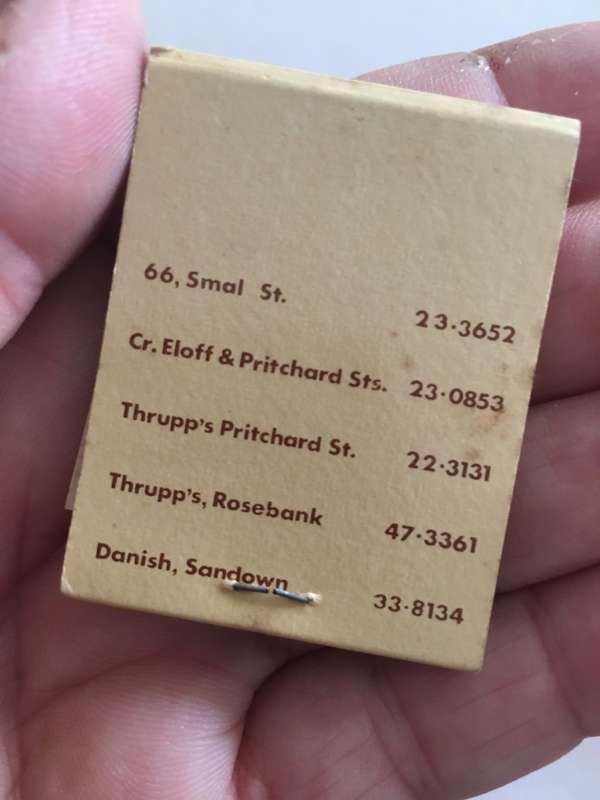 66, Smal St. 23·3652
Cr. Eloff & Pritchard Sts. 23·0853
Thrupp's Pritchard St. 22·3131
Thrupp's, Rosebank 47·3361
Danish, Sandown 33·8134